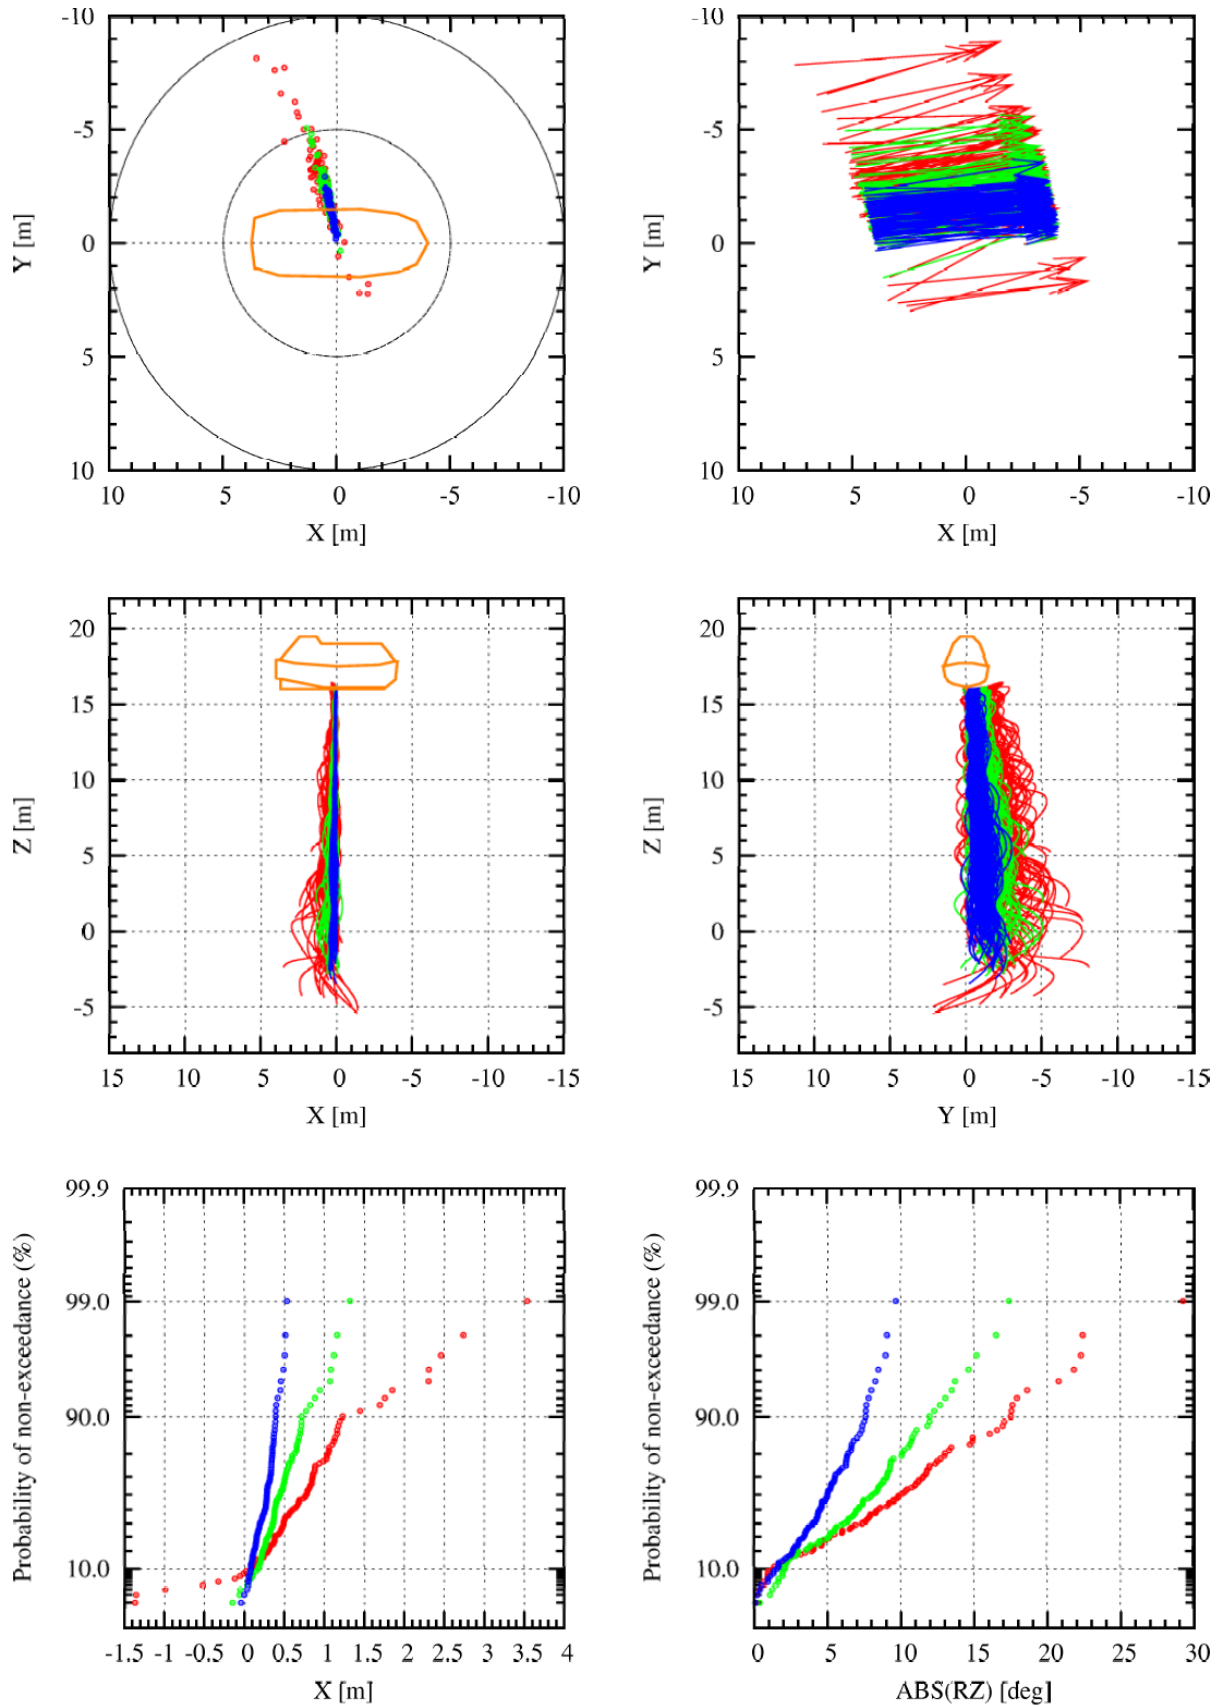 -10 -10
-5 -5
0 0
5 5
10 10
Y [m] Y [m]
10 5 0 -5 -10 10 5 0 -5 -10
X [m] X [m]
20 20
15 15
10 10
5 5
0 0
-5 -5
Z [m] Z [m]
15 10 5 0 -5 -10 -15 15 10 5 0 -5 -10 -15
X [m] Y [m]
99.9 99.9
99.0 99.0
90.0 90.0
10.0 10.0
Probability of non-exceedance (%) Probability of non-exceedance (%)
-1.5 -1 -0.5 0 0.5 1 1.5 2 2.5 3 3.5 4 0 5 10 15 20 25 30
X [m] ABS(RZ) [deg]